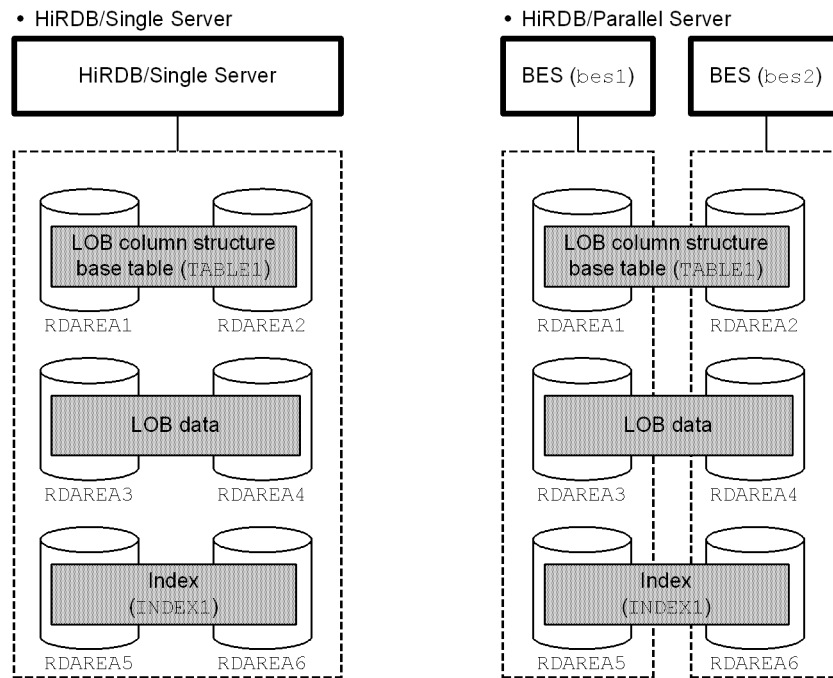 • HiRDB/Single Server
HiRDB/Single Server
LOB column structure
base table (TABLE1)
RDAREA1 RDAREA2
LOB data
RDAREA3 RDAREA4
Index
(INDEX1)
RDAREA5 RDAREA6
• HiRDB/Parallel Server
BES (bes1) BES (bes2)
LOB column structure
base table (TABLE1)
RDAREA1 RDAREA2
LOB data
RDAREA3 RDAREA4
Index
(INDEX1)
RDAREA5 RDAREA6